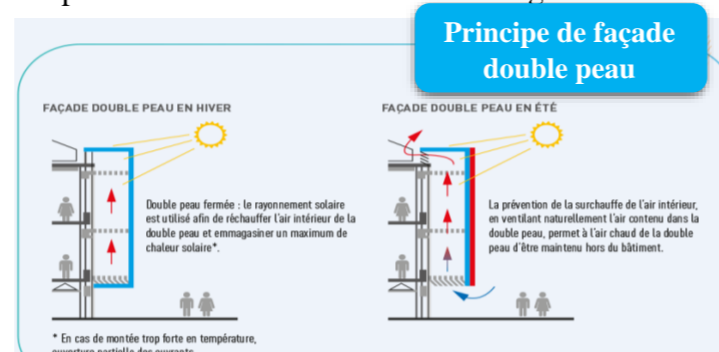 Principe de façade
double peau
FAÇADE DOUBLE PEAU EN HIVER
Double peau fermée : le rayonnement solaire
est utilisé afin de réchauffer l'air intérieur de la
double peau et emmagasiner un maximum de
chaleur solaire*.
* En cas de montée trop forte en température,
ouverture partielle des ouvrants
FAÇADE DOUBLE PEAU EN ÉTÉ
La prévention de la surchauffe de l'air intérieur,
en ventilant naturellement l'air contenu dans la
double peau, permet à l'air chaud de la double
peau d'être maintenu hors du bâtiment.